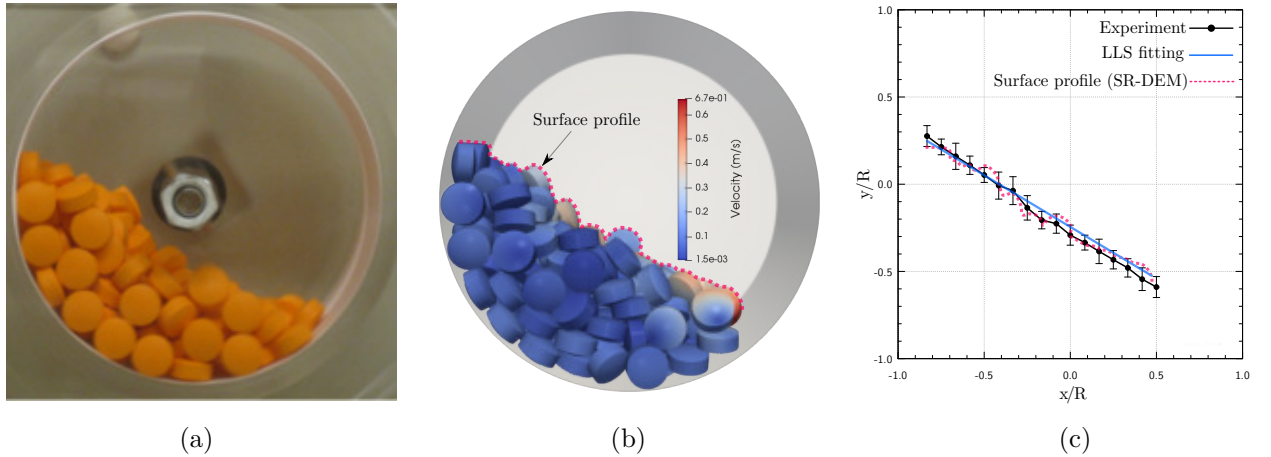 Surface profile
6.7e-01
0.6
0.4
0.3
0.2
0.1
1.5e-03
Velocity (m/s)
1.0
0.5
0.0
-0.5
-1.0
y/R
Experiment
LLS fitting
Surface profile (SR-DEM)
-1.0 -0.5 0.0 0.5 1.0
x/R
(a) (b) (c)